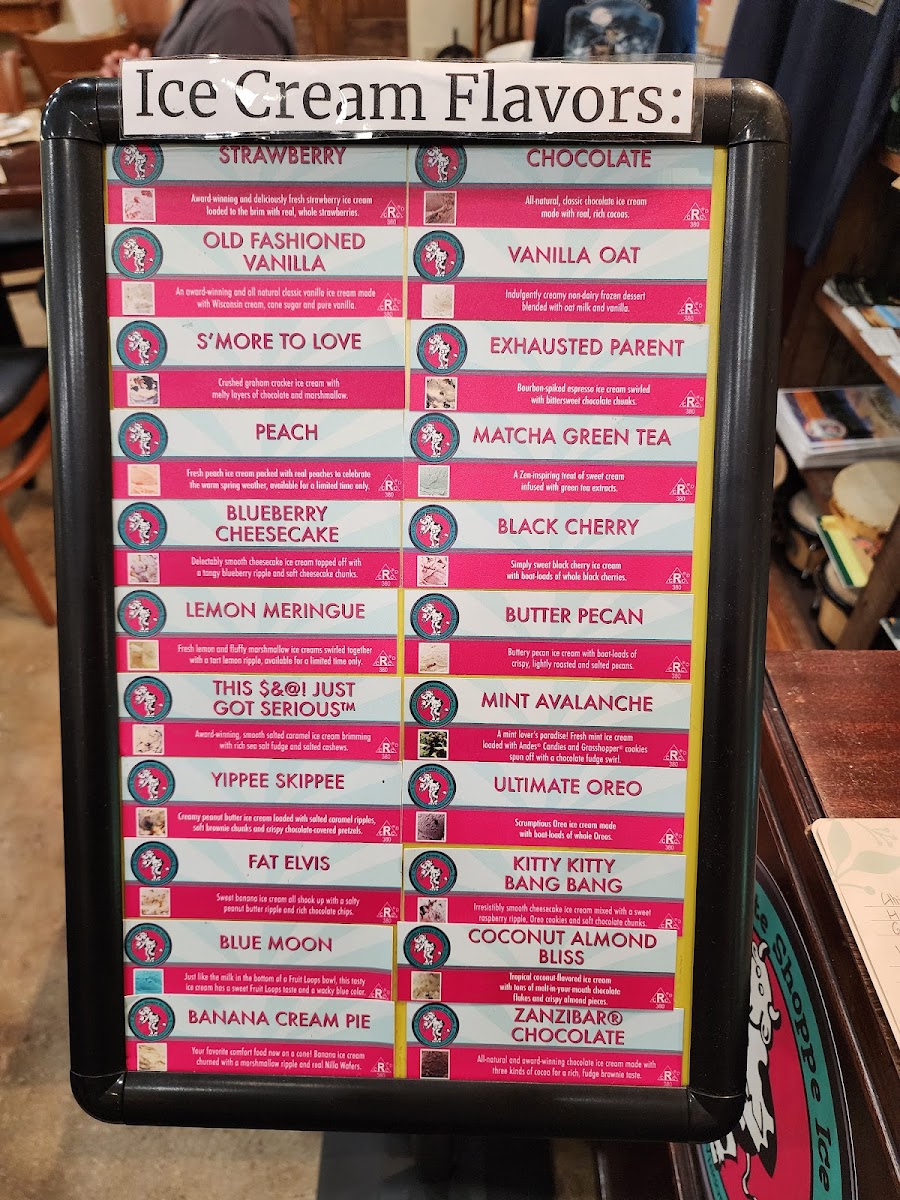 Ice Cream Flavors:
STRAWBERRY
Award-winning and deliciously fresh strawberry ice cream
loaded to the brim with real, whole strawberries.
OLD FASHIONED
VANILLA
An award-winning and all natural classic vanilla ice cream made
with Wisconsin cream, cane sugar and pure vanilla.
S'MORE TO LOVE
Crushed graham cracker ice cream with
melty layers of chocolate and marshmallow.
PEACH
Fresh peach ice cream packed with real peaches to celebrate
the warm spring weather, available for a limited time only.
BLUEBERRY
CHEESECAKE
Delectably smooth cheesecake ice cream topped off with
a tangy blueberry ripple and soft cheesecake chunks.
LEMON MERINGUE
Fresh lemon and fluffy marshmallow ice creams swirled together
with a tart lemon ripple, available for a limited time only.
THIS $&@! JUST
GOT SERIOUS™
Award-winning, smooth salted caramel ice cream brimming
with rich sea salt fudge and salted cashews.
YIPPEE SKIPPEE
Creamy peanut butter ice cream loaded with salted caramel ripples,
soft brownie chunks and crispy chocolate-covered pretzels.
FAT ELVIS
Sweet banana ice cream all shook up with a salty
peanut butter ripple and rich chocolate chips.
BLUE MOON
Just like the milk in the bottom of a Fruit Loops bowl, this tasty
ice cream has a sweet Fruit Loops taste and a wacky blue color.
BANANA CREAM PIE
Your favorite comfort food now on a cone! Banana ice cream
churned with a marshmallow ripple and real Nilla Wafers.
CHOCOLATE
All-natural, classic chocolate ice cream
made with real, rich cocoas.
VANILLA OAT
Indulgently creamy non-dairy frozen dessert
blended with oat milk and vanilla.
EXHAUSTED PARENT
Bourbon-spiked espresso ice cream swirled
with bittersweet chocolate chunks.
MATCHA GREEN TEA
A Zen-inspiring treat of sweet cream
infused with green tea extracts.
BLACK CHERRY
Simply sweet black cherry ice cream
with boat-loads of whole black cherries.
BUTTER PECAN
Buttery pecan ice cream with boat-loads of
crispy, lightly roasted and salted pecans.
MINT AVALANCHE
A mint lover's paradise! Fresh mint ice cream
loaded with Andes® Candies and Grasshopper® cookies
spun off with a chocolate fudge swirl.
ULTIMATE OREO
Scrumptious Oreo ice cream made
with boat-loads of whole Oreos.
KITTY KITTY
BANG BANG
Irresistibly smooth cheesecake ice cream mixed with a sweet
raspberry ripple, Oreo cookies and soft chocolate chunks.
COCONUT ALMOND
BLISS
Tropical coconut-flavored ice cream
with tons of melt-in-your mouth chocolate
flakes and crispy almond pieces.
ZANZIBAR®
CHOCOLATE
All-natural and award-winning chocolate ice cream made with
three kinds of cocoa for a rich, fudge brownie taste.
Shoppe Ice